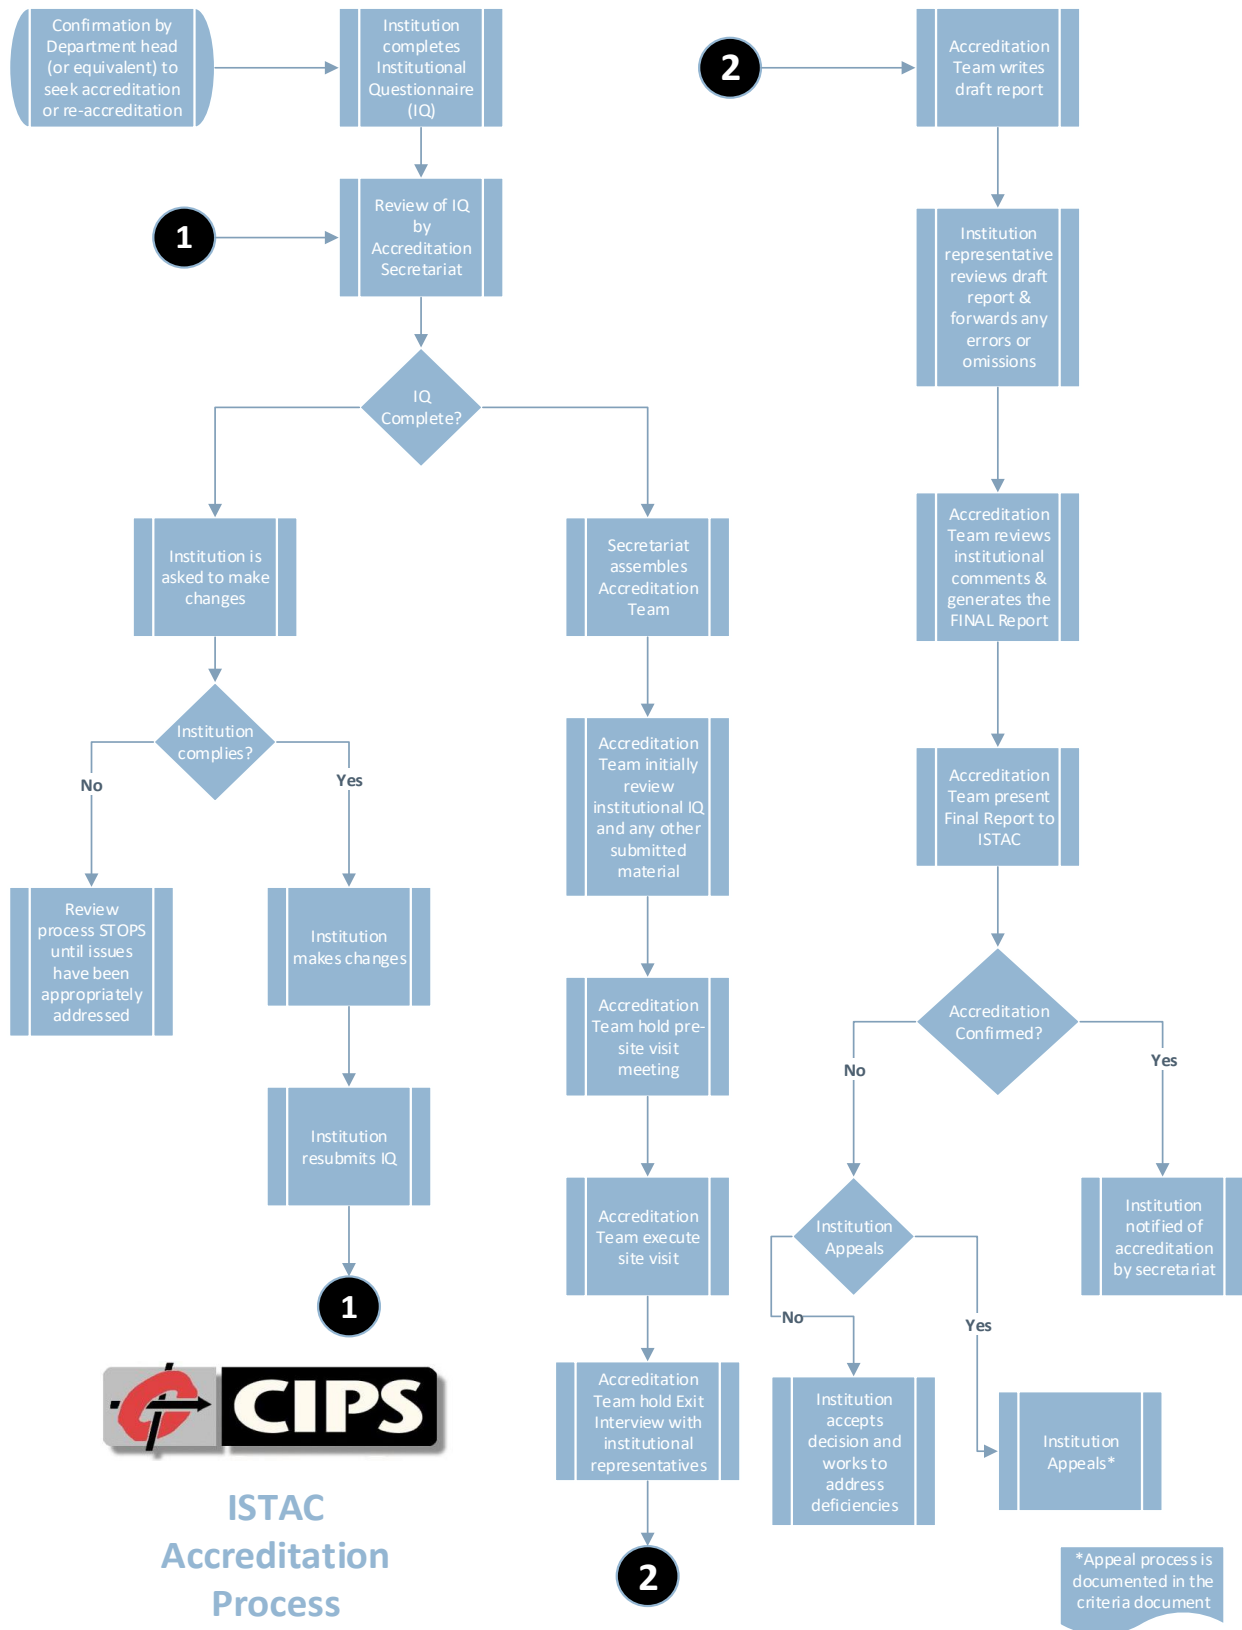 Confirmation by
Department head
(or equivalent) to
seek accreditation
or re-accreditation
Institution
completes
Institutional
Questionnaire
(IQ)
1
Review of IQ
by
Accreditation
Secretariat
IQ
Complete?
Institution is
asked to make
changes
Institution
complies?
No
Yes
Review
process STOPS
until issues
have been
appropriately
addressed
Institution
makes changes
Institution
resubmits IQ
1
Secretariat
assembles
Accreditation
Team
Accreditation
Team initially
review
institutional IQ
and any other
submitted
material
Accreditation
Team hold pre-
site visit
meeting
Accreditation
Team execute
site visit
Accreditation
Team hold Exit
Interview with
institutional
representatives
2
2
Accreditation
Team writes
draft report
Institution
representative
reviews draft
report &
forwards any
errors or
omissions
Accreditation
Team reviews
institutional
comments &
generates the
FINAL Report
Accreditation
Team present
Final Report to
ISTAC
Accreditation
Confirmed?
No
Yes
Institution
Appeals
Institution
notified of
accreditation
by secretariat
No
Yes
Institution
accepts
decision and
works to
address
deficiencies
Institution
Appeals*
*Appeal process is
documented in the
criteria document
CIPS
ISTAC
Accreditation
Process